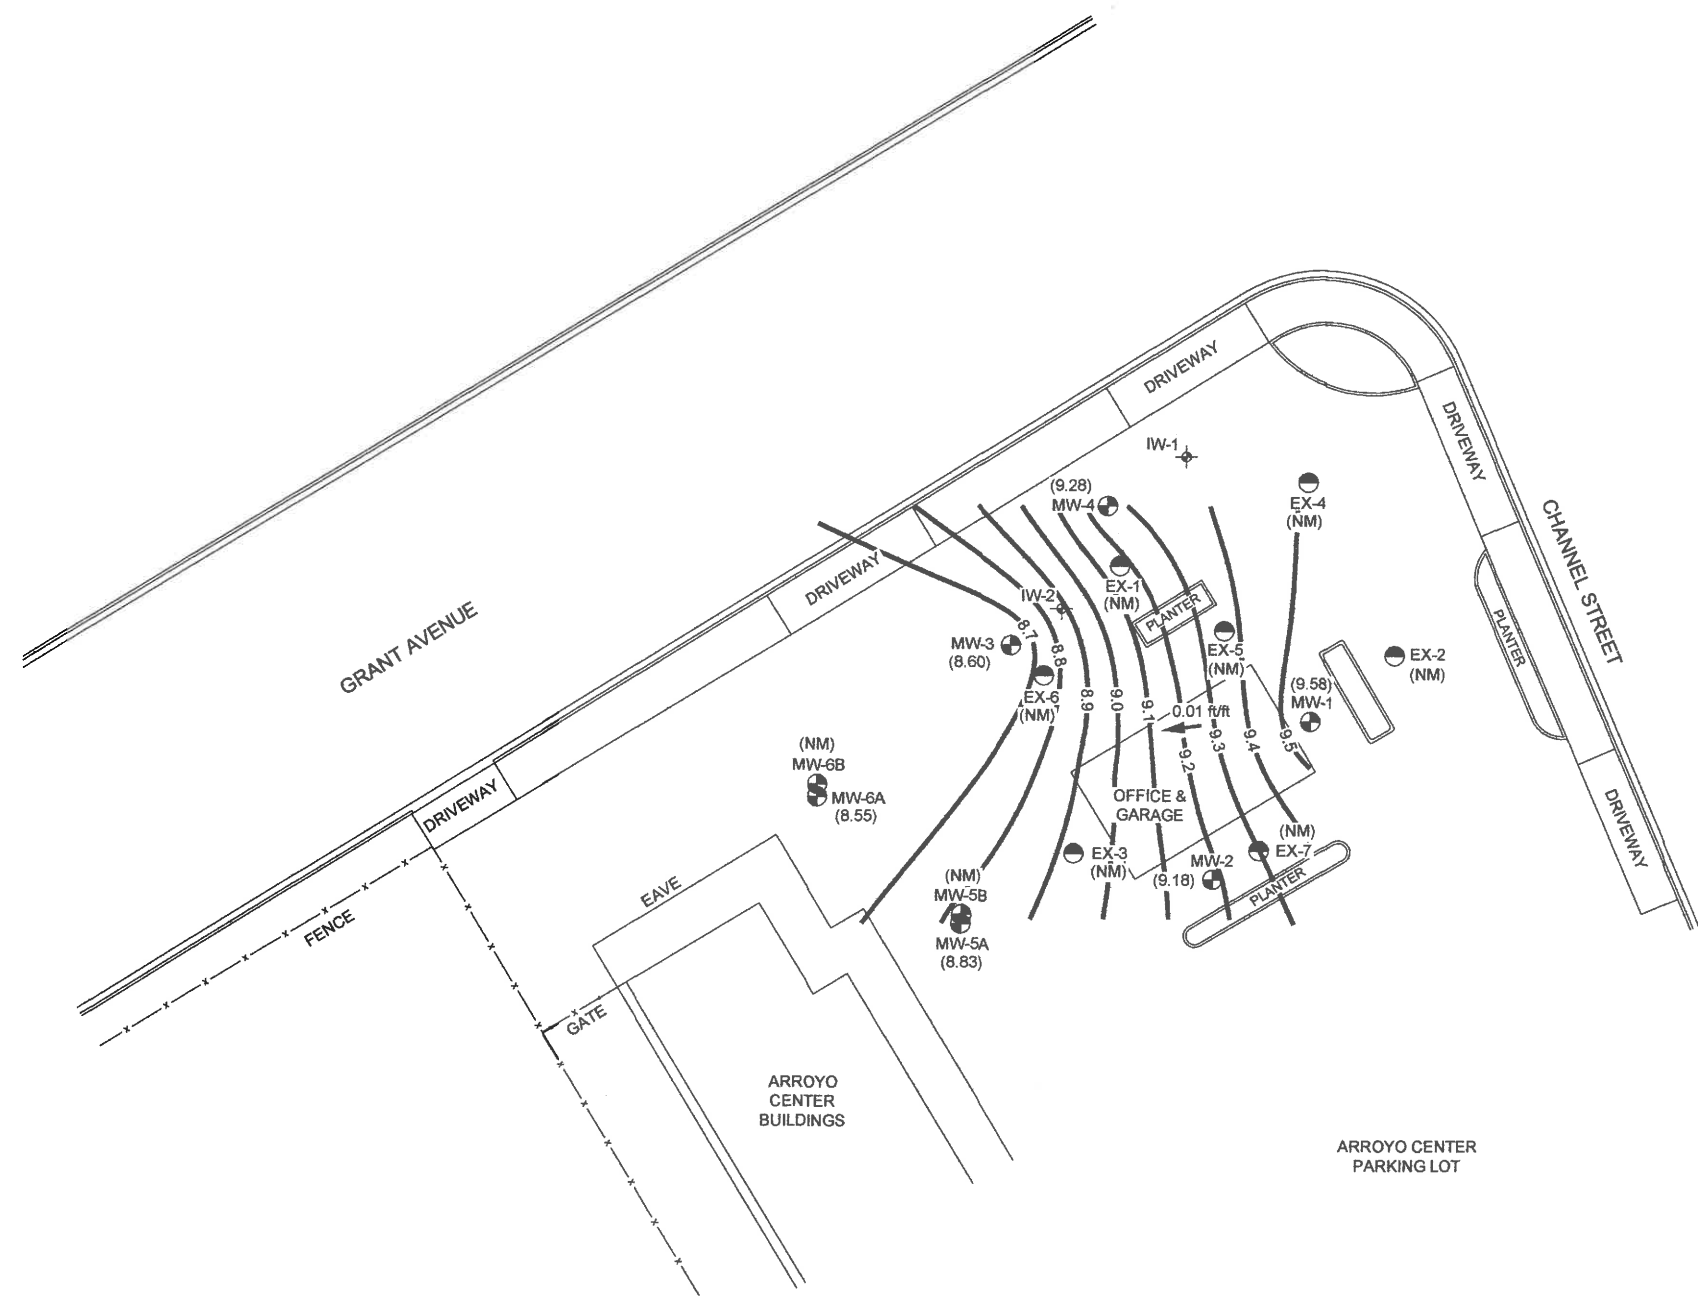 DRIVEWAY
DRIVEWAY
IW-1
(9.28)
MW-4
EX-4
(NM)
CHANNEL STREET
DRIVEWAY
EX-1
(NM)
PLANTER
IW-2
GRANT AVENUE
MW-3
(8.60)
8.7
8.8
EX-5
(NM)
EX-2
(NM)
PLANTER
(9.58)
MW-1
EX-6
(NM)
8.9
9.0
9.1
0.01 ft/ft
9.2
9.3
9.4
9.5
(NM)
MW-6B
MW-6A
(8.55)
DRIVEWAY
OFFICE &
GARAGE
DRIVEWAY
(NM)
EX-7
EX-3
(NM)
MW-2
(9.18)
PLANTER
EAVE
(NM)
MW-5B
MW-5A
(8.83)
FENCE
GATE
ARROYO
CENTER
BUILDINGS
ARROYO CENTER
PARKING LOT